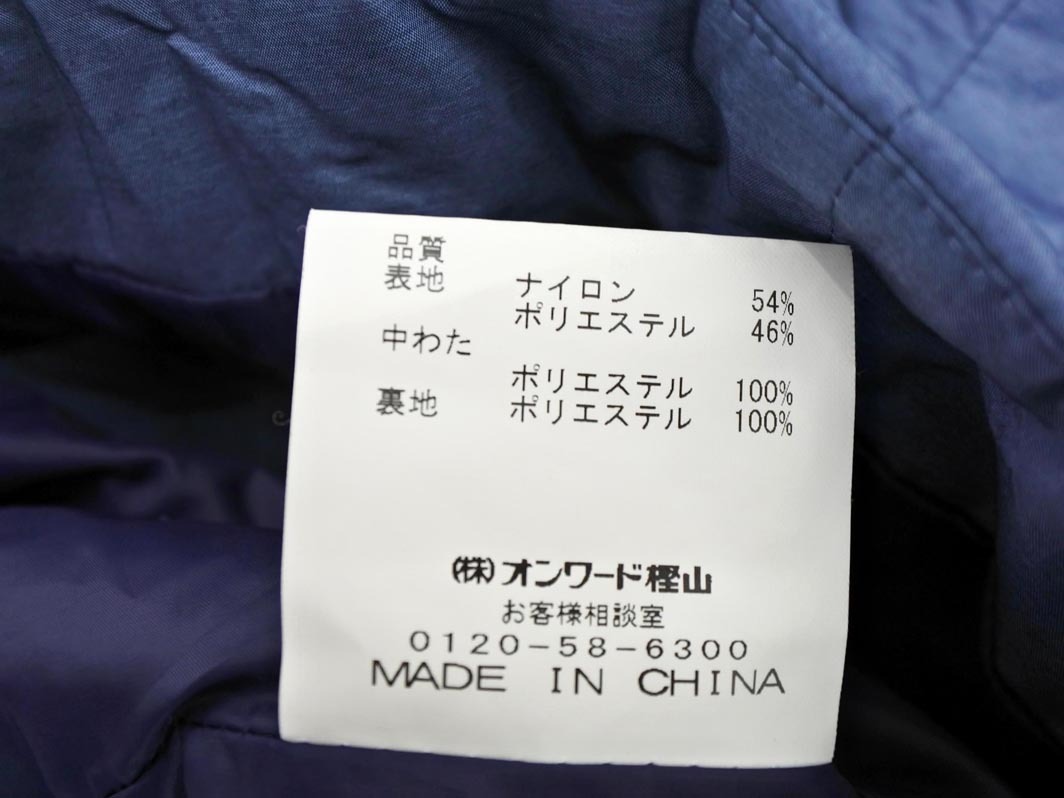 品質
表地 ナイロン 54%
ポリエステル 46%
中わた
ポリエステル 100%
裏地 ポリエステル 100%
(株)オンワード樫山
お客様相談室
0120-58-6300
MADE IN CHINA